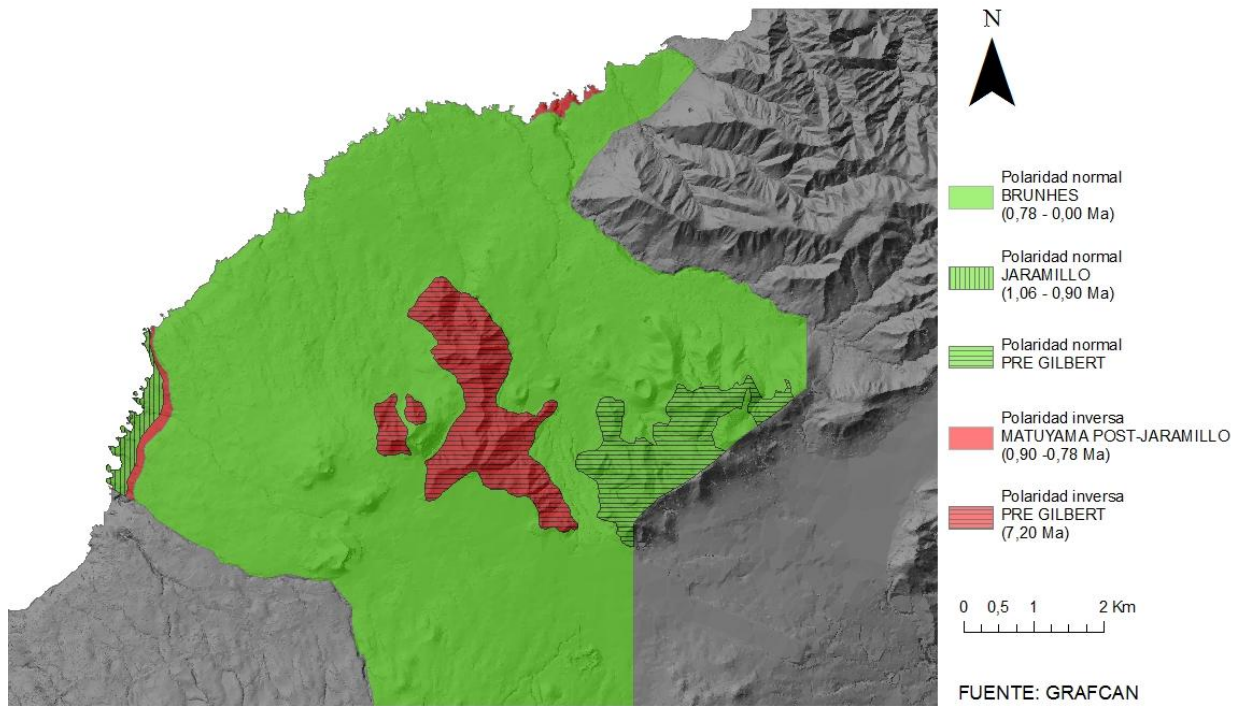 N
Polaridad normal
BRUNHES
(0,78 - 0,00 Ma)
Polaridad normal
JARAMILLO
(1,06 - 0,90 Ma)
Polaridad normal
PRE GILBERT
Polaridad inversa
MATUYAMA POST-JARAMILLO
(0,90 -0,78 Ma)
Polaridad inversa
PRE GILBERT
(7,20 Ma)
0 0,5 1 2 Km
FUENTE: GRAFCAN